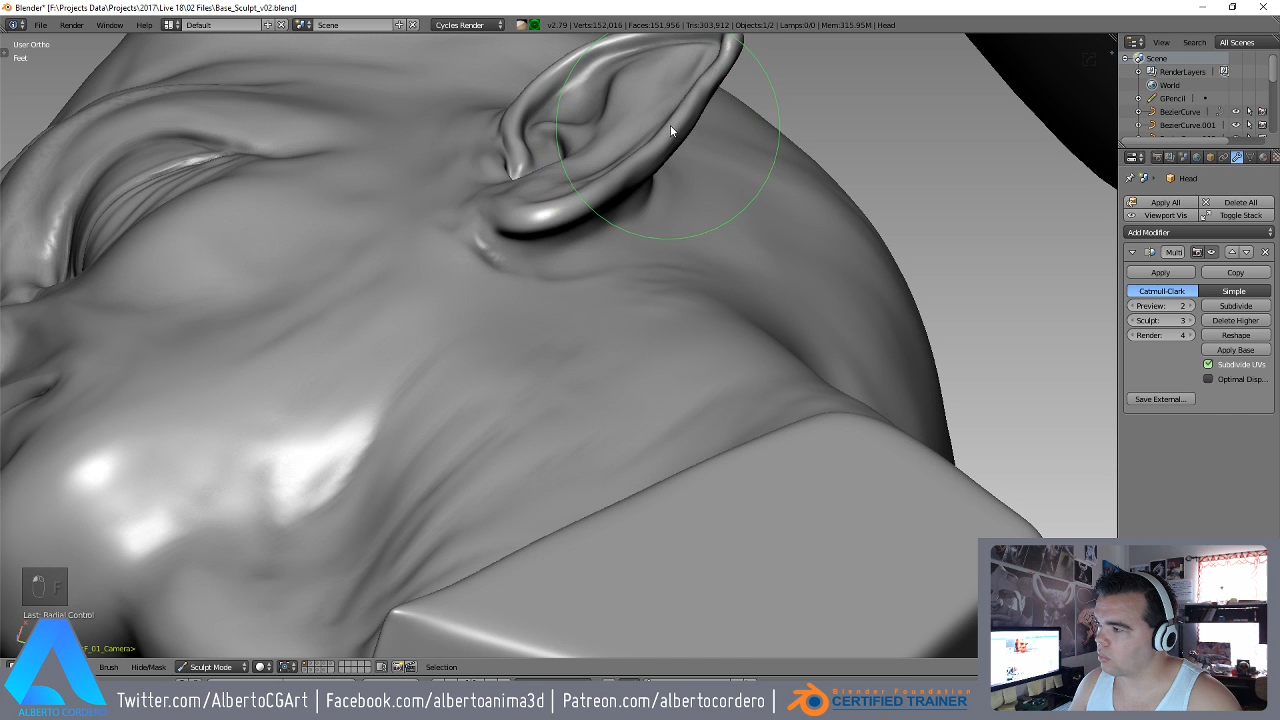 Blender* [F:\Projects Data\Projects\2017\Live 18\02 Files\Base_Sculpt_v02.blend]
File Render Window Help Default Scene Cycles Render v2.79 | Verts:152,016 | Faces:151,956 | Tris:303,912 | Objects:1/2 | Lamps:0/0 | Mem:315.95M | Head
View Search All Scenes
User Ortho
Feet
Scene
RenderLayers
World
GPencil
BezierCurve
BezierCurve.001
Head
Apply All Delete All
Viewport Vis Toggle Stack
Add Modifier
Multi
Apply Copy
Catmull-Clark Simple
Preview: 2 Subdivide
Sculpt: 3 Delete Higher
Render: 4 Reshape
Apply Base
Subdivide UVs
Optimal Disp...
Save External...
F
Last: Radial Control
F_01_Camera>
Brush Hide/Mask Sculpt Mode Selection
ALBERTO CORDERO
Twitter.com/AlbertoCGArt | Facebook.com/albertoanima3d | Patreon.com/albertocordero |
Blender Foundation
CERTIFIED TRAINER